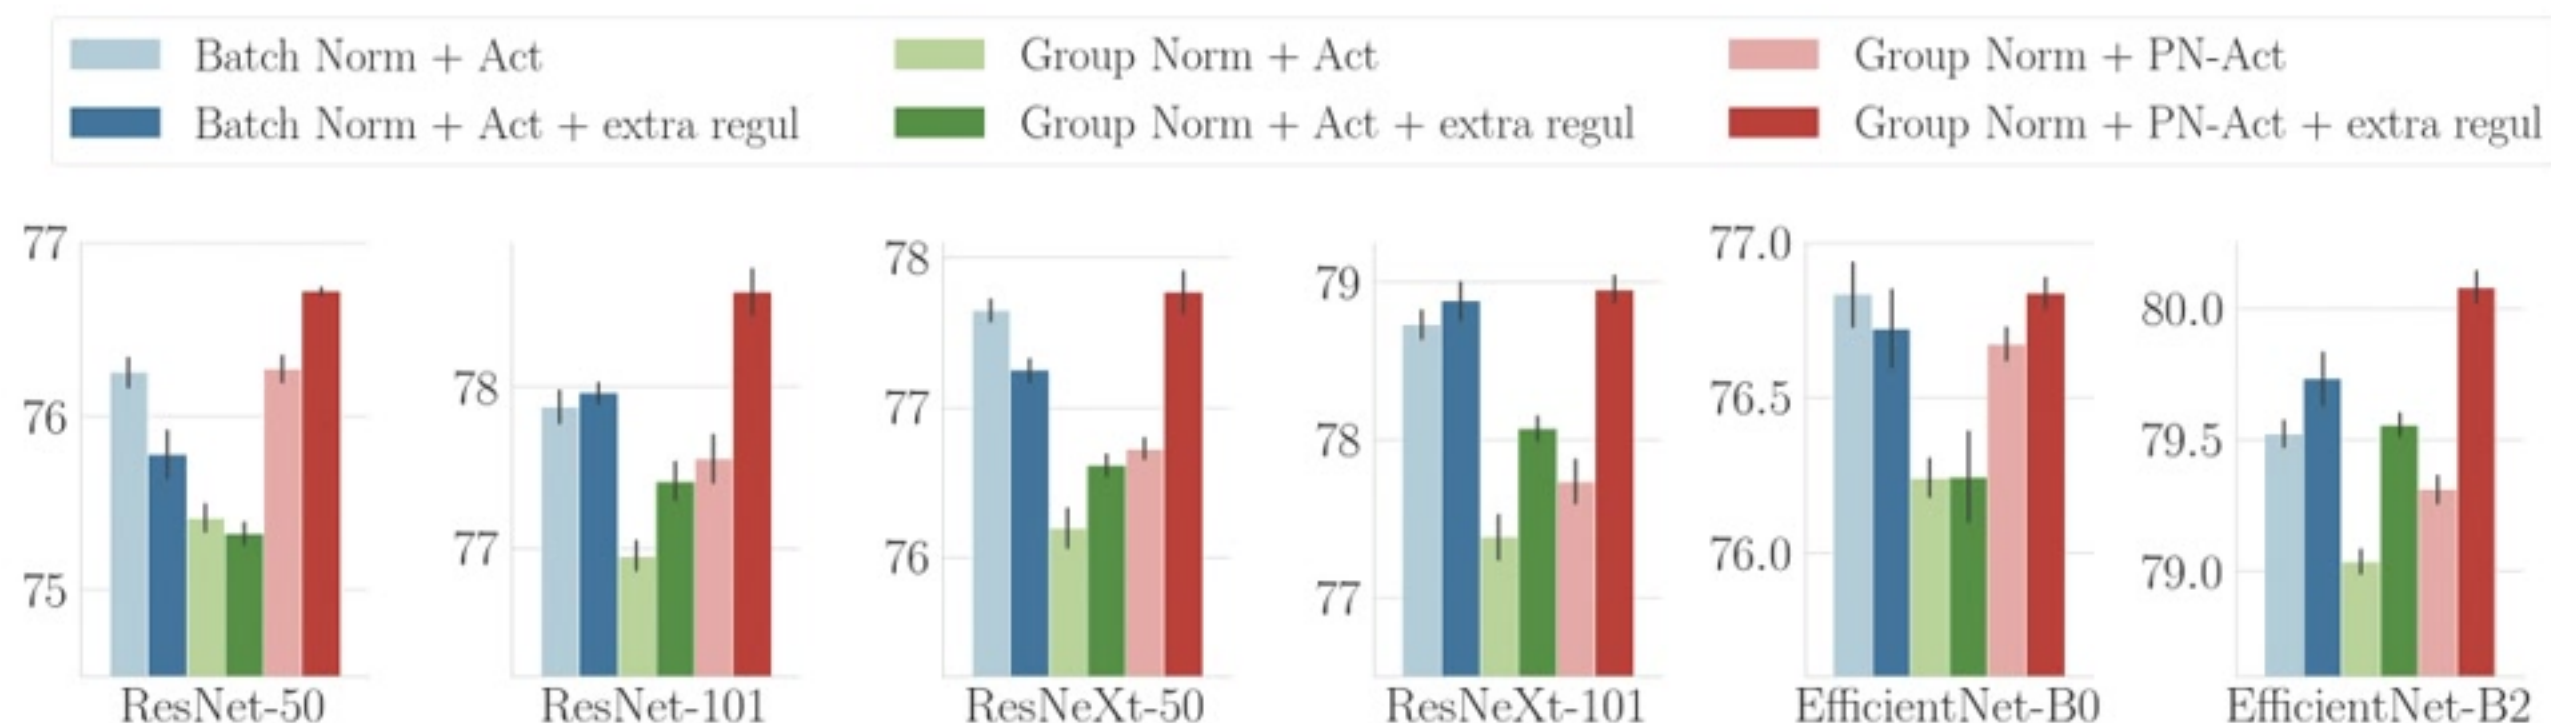 Batch Norm + Act
Group Norm + Act
Group Norm + PN-Act
Batch Norm + Act + extra regul
Group Norm + Act + extra regul
Group Norm + PN-Act + extra regul
77
76
75
ResNet-50
78
77
ResNet-101
78
77
76
ResNeXt-50
79
78
77
ResNeXt-101
77.0
76.5
76.0
EfficientNet-B0
80.0
79.5
79.0
EfficientNet-B2